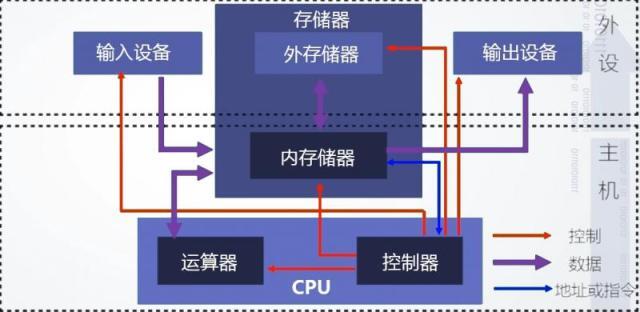 存储器
输入设备
外存储器
输出设备
外设
内存储器
主机
运算器
控制器
CPU
控制
数据
地址或指令